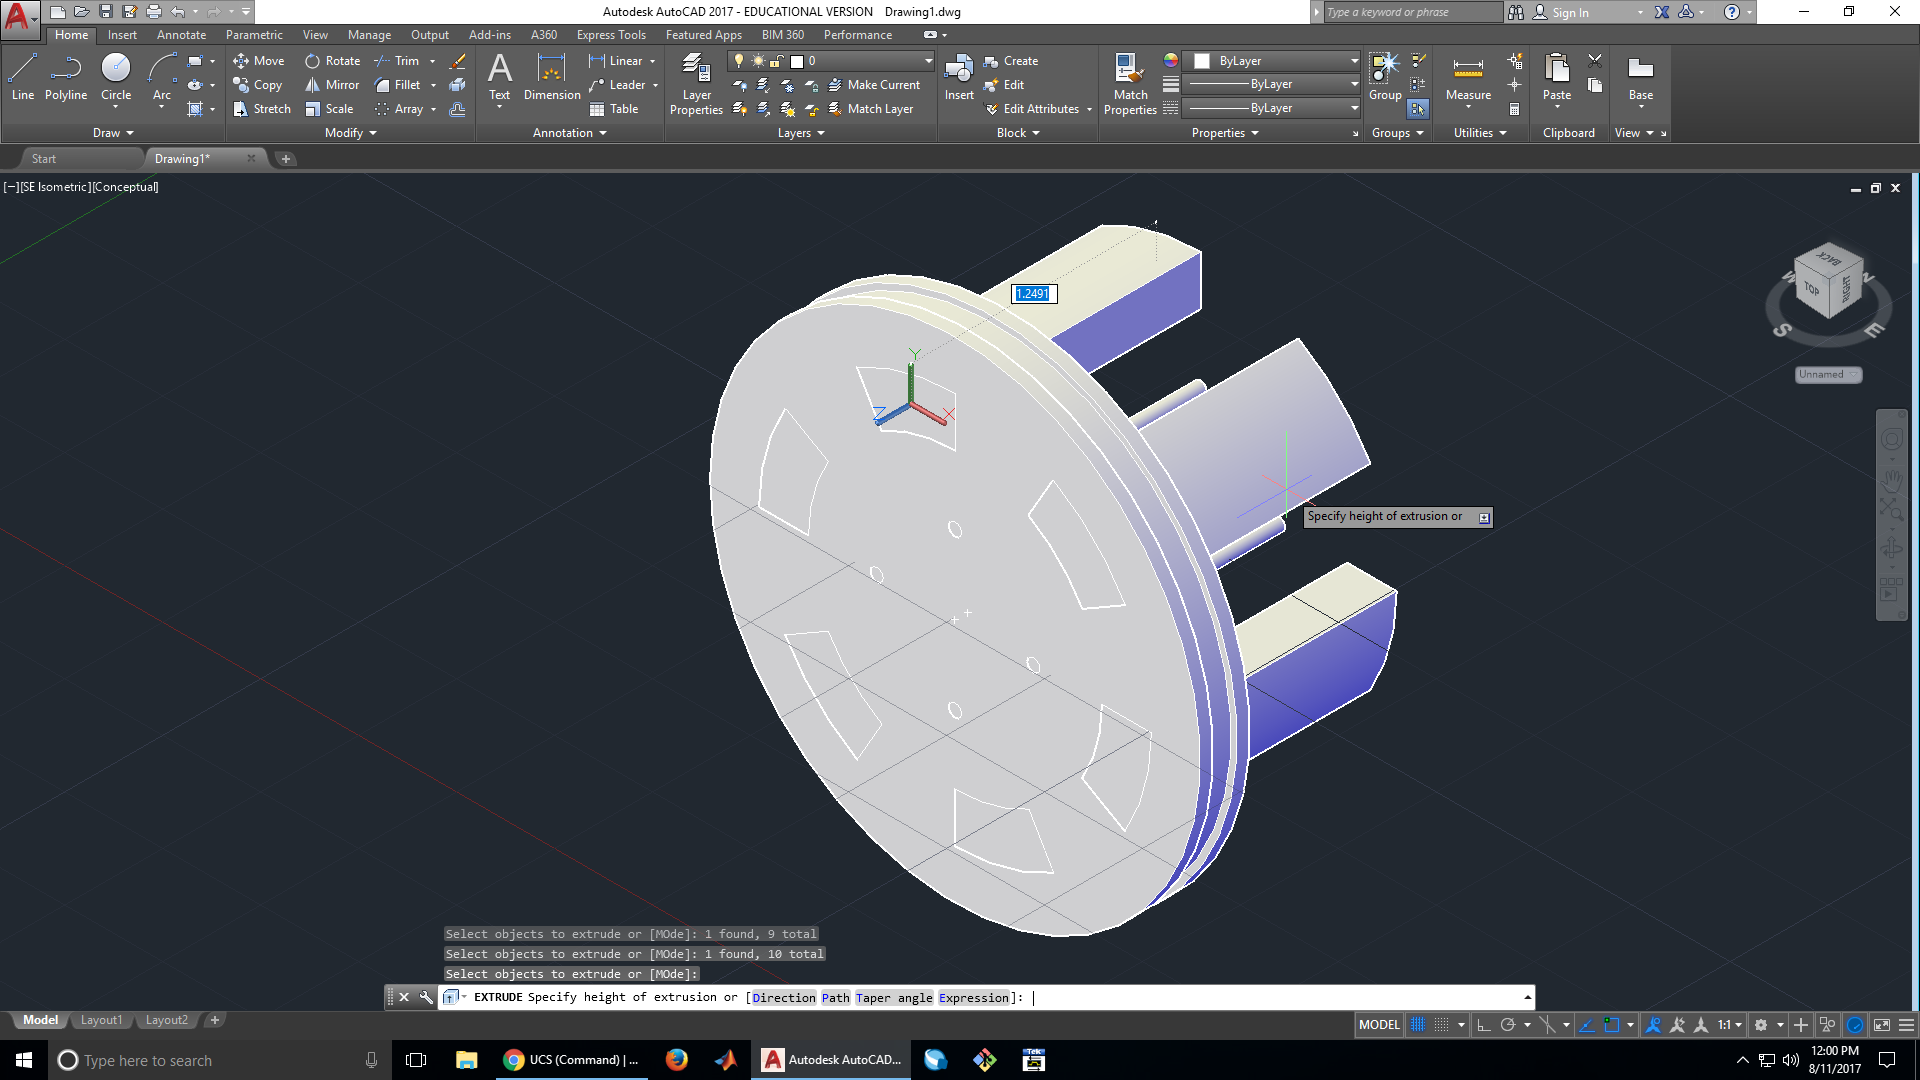 Autodesk AutoCAD 2017 - EDUCATIONAL VERSION Drawing1.dwg
Type a keyword or phrase
Sign In
Home Insert Annotate Parametric View Manage Output Add-ins A360 Express Tools Featured Apps BIM 360 Performance
Line Polyline Circle Arc
Draw
Move Rotate Trim
Copy Mirror Fillet
Stretch Scale Array
Modify
Text Dimension
Linear
Leader
Table
Annotation
Layer Properties
0
Make Current
Match Layer
Layers
Insert
Create
Edit
Edit Attributes
Block
Match Properties
ByLayer
ByLayer
ByLayer
Properties
Group
Groups
Measure
Utilities
Paste
Clipboard
Base
View
Start
Drawing1*
[−][SE Isometric][Conceptual]
BACK
TOP
RIGHT
W
N
S
E
Unnamed
1.2491
Y
Z
X
Specify height of extrusion or
Select objects to extrude or [MOde]: 1 found, 9 total
Select objects to extrude or [MOde]: 1 found, 10 total
Select objects to extrude or [MOde]:
EXTRUDE Specify height of extrusion or [Direction Path Taper angle Expression]:
Model Layout1 Layout2
MODEL
1:1
Type here to search
UCS (Command) | ...
Autodesk AutoCAD...
Tek
12:00 PM
8/11/2017